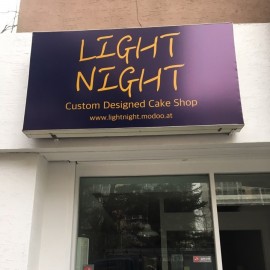 LIGHT
NIGHT
Custom Designed Cake Shop
www.lightnight.modoo.at